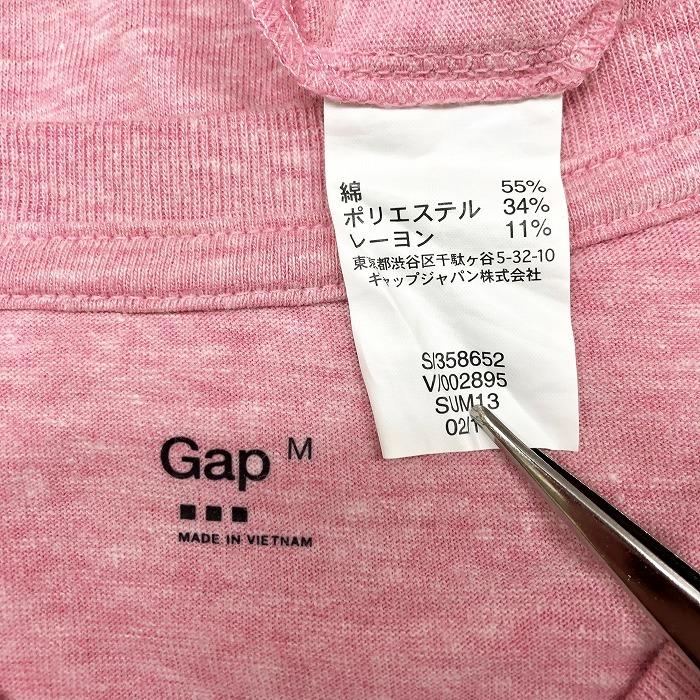 綿 55%
ポリエステル 34%
レーヨン 11%
東京都渋谷区千駄ヶ谷5-32-10
ギャップジャパン株式会社
S/358652
V/002895
SUM13
Gap M
MADE IN VIETNAM